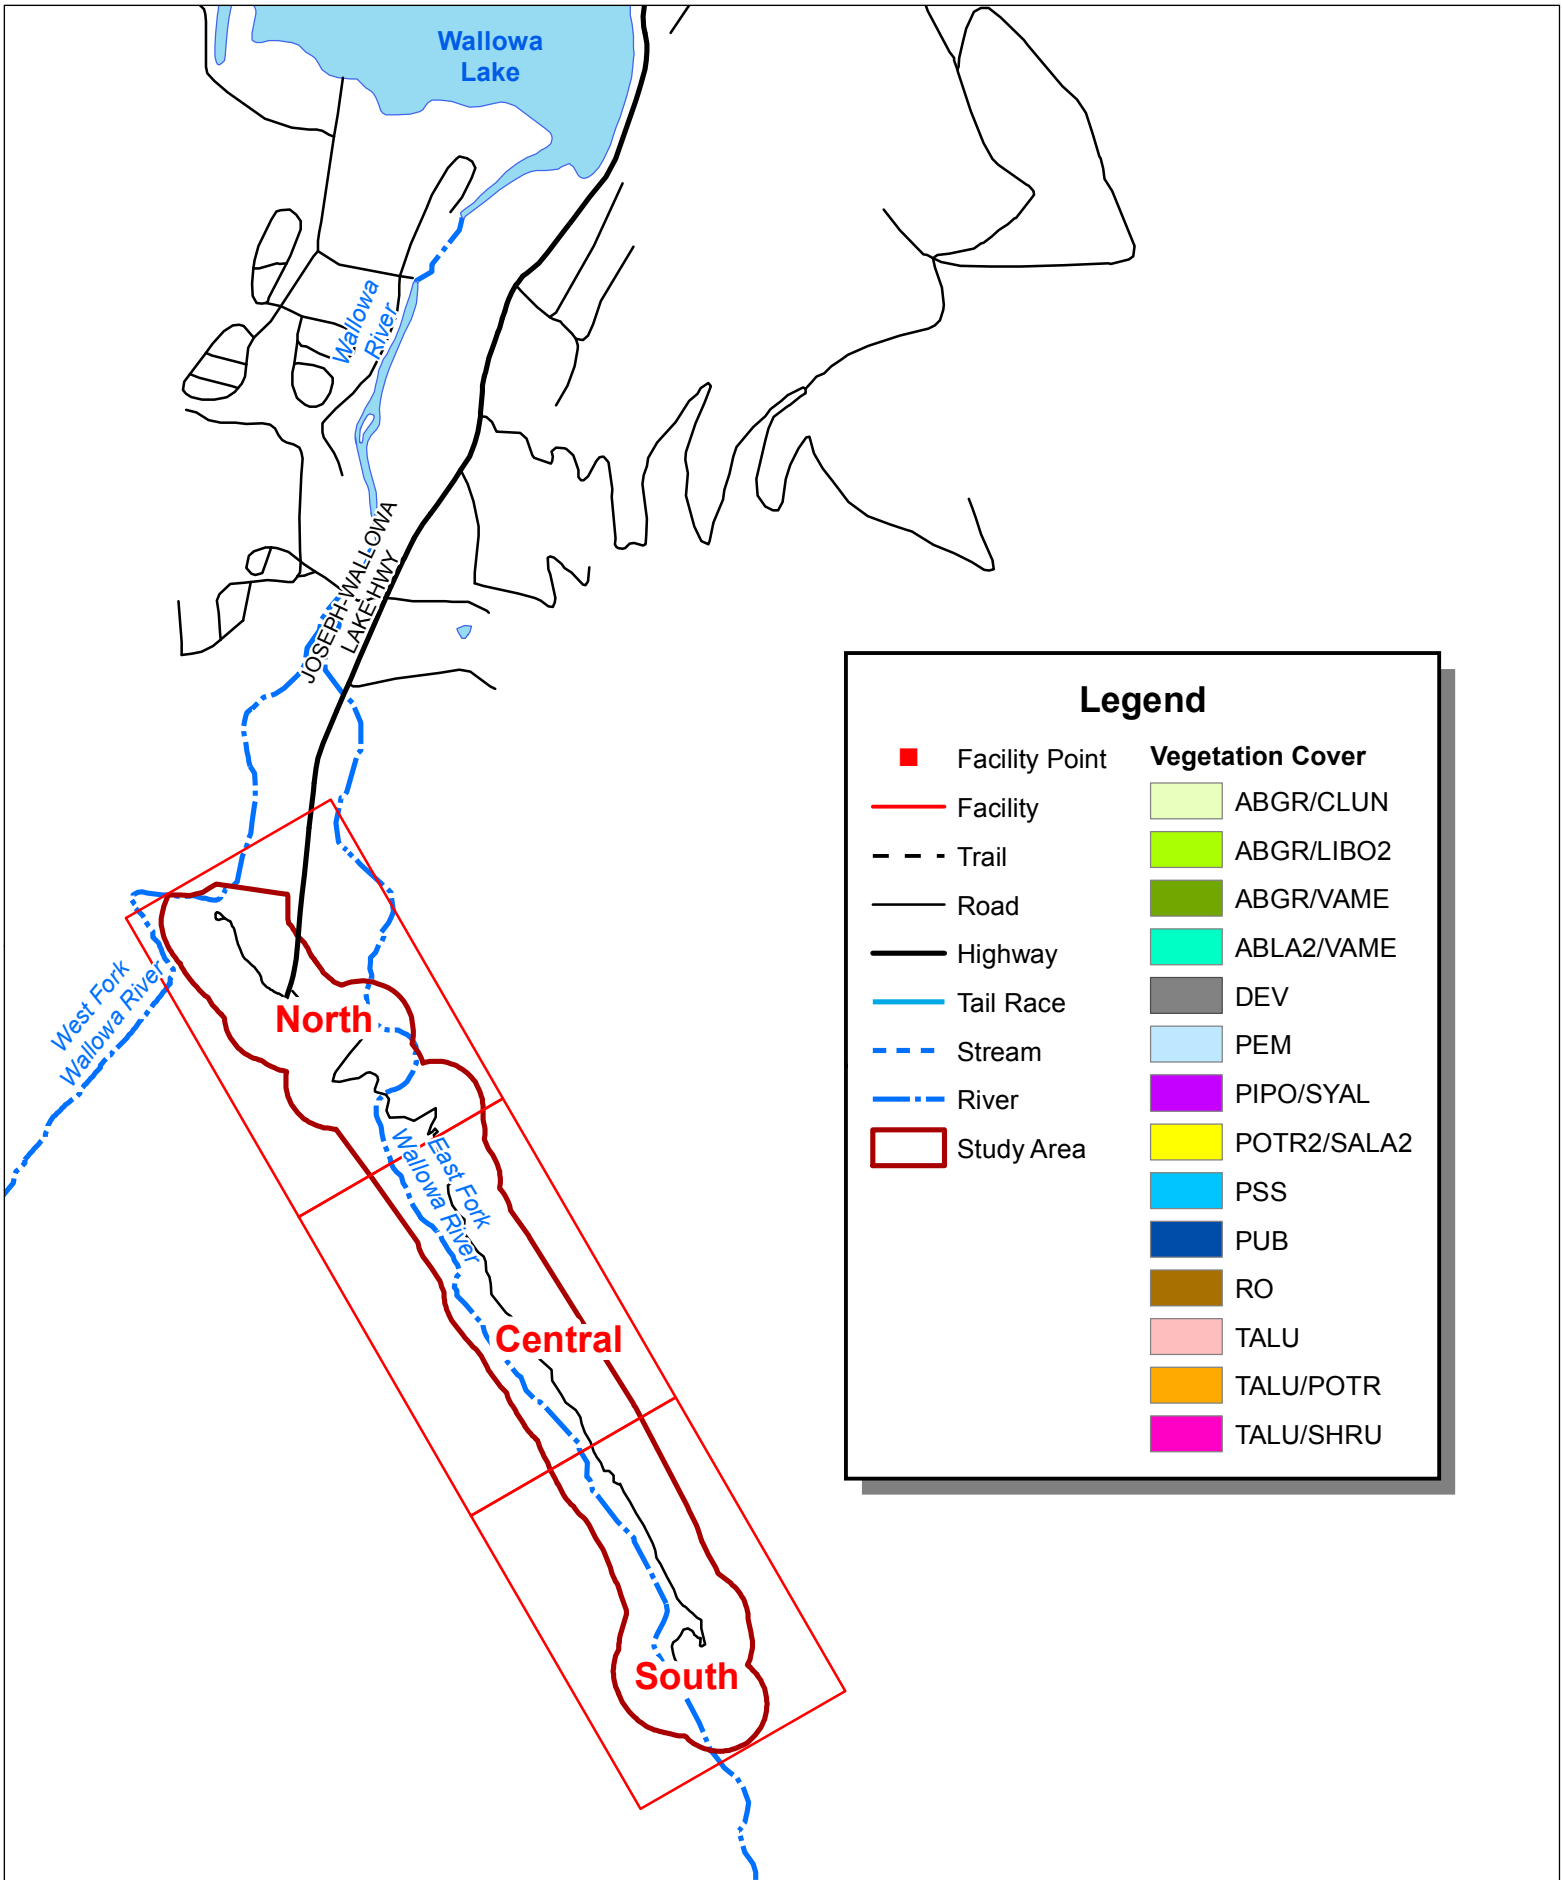 Wallowa
Lake
Wallowa
River
JOSEPH-WALLOWA
LAKE HWY
West Fork
Wallowa River
North
East Fork
Wallowa River
Central
South
Legend
Facility Point
Facility
Trail
Road
Highway
Tail Race
Stream
River
Study Area
Vegetation Cover
ABGR/CLUN
ABGR/LIBO2
ABGR/VAME
ABLA2/VAME
DEV
PEM
PIPO/SYAL
POTR2/SALA2
PSS
PUB
RO
TALU
TALU/POTR
TALU/SHRU